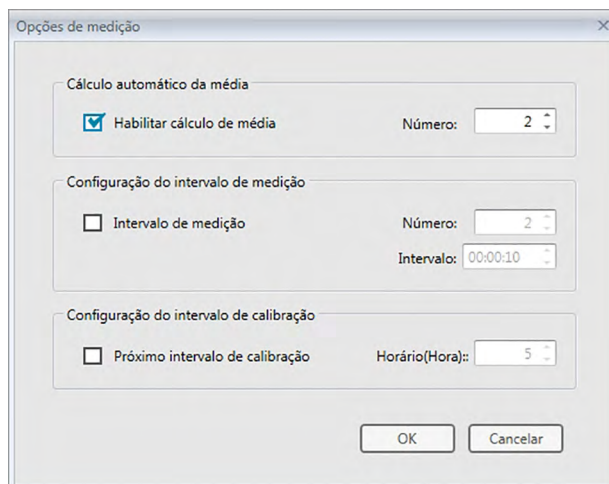 Opções de medição
Cálculo automático da média
Habilitar cálculo de média Número: 2
Configuração do intervalo de medição
Intervalo de medição Número: 2
Intervalo: 00:00:10
Configuração do intervalo de calibração
Próximo intervalo de calibração Horário(Hora):: 5
OK Cancelar